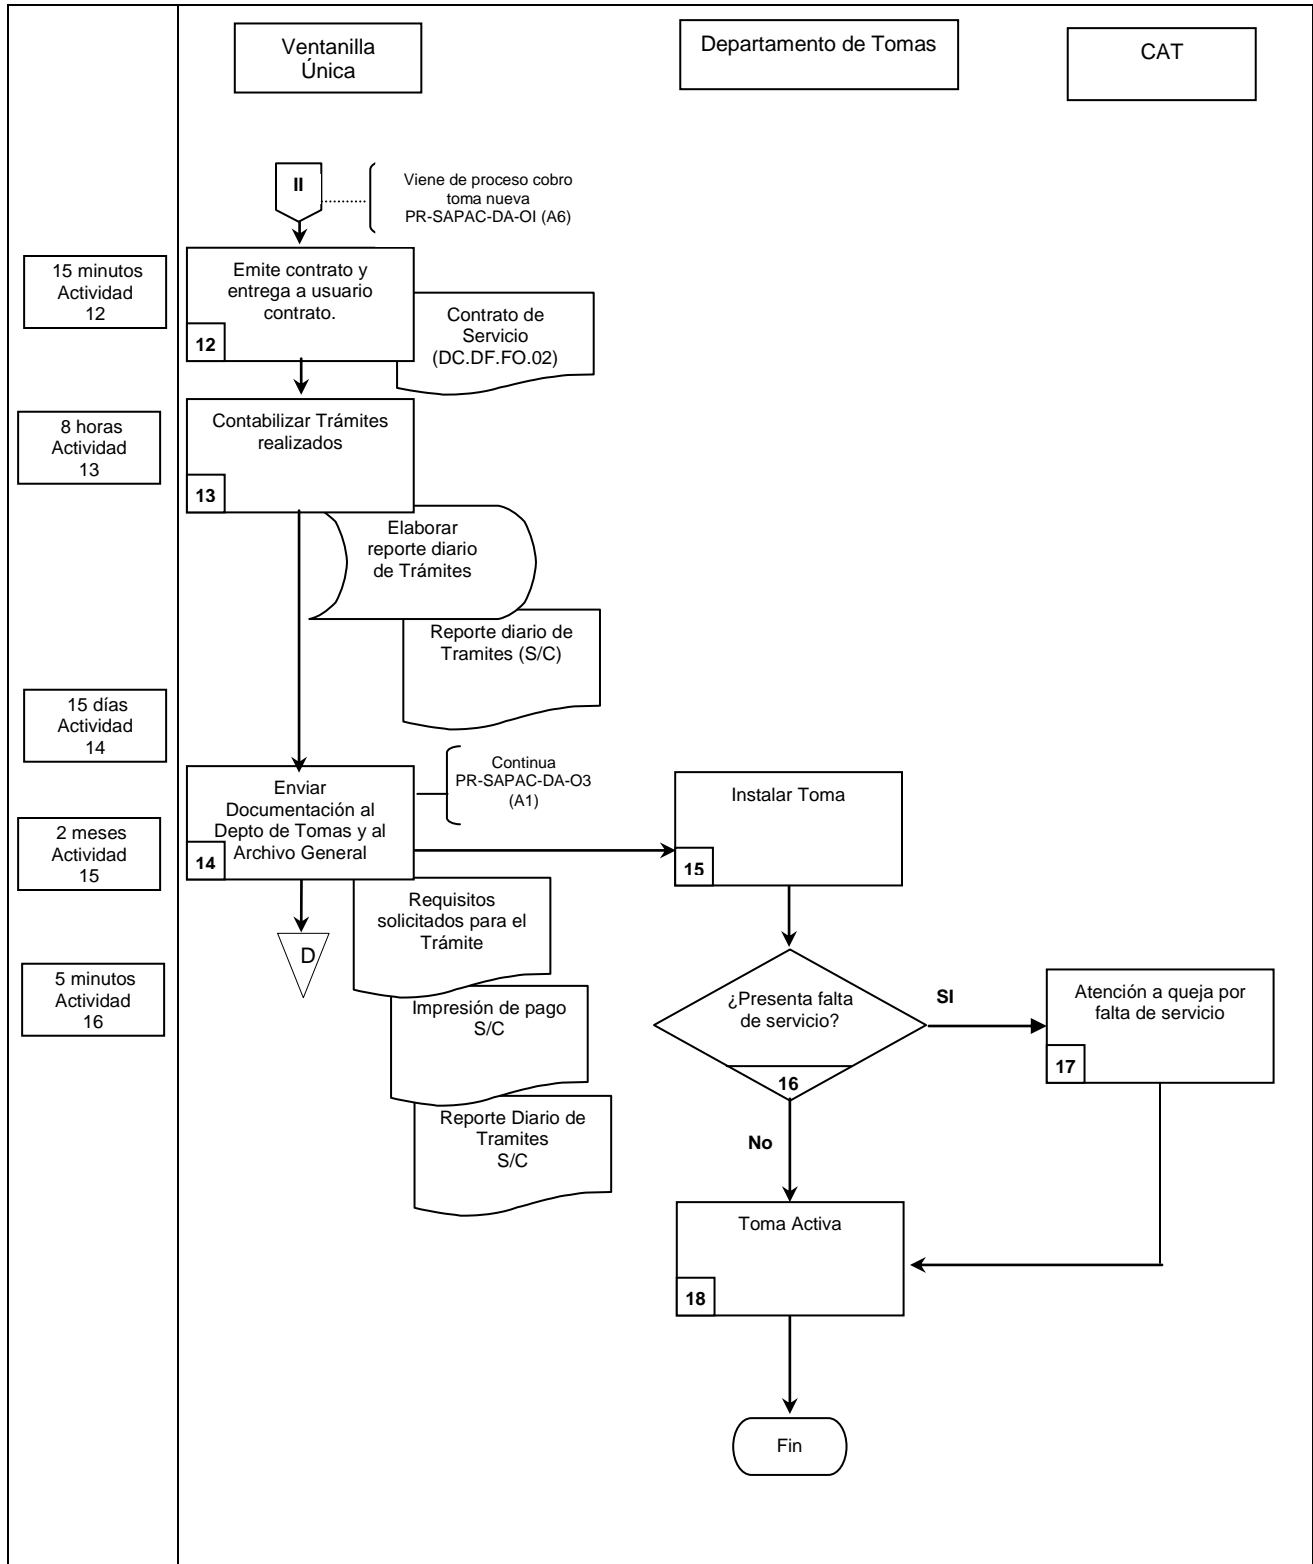 Ventanilla
Única
Departamento de Tomas
CAT
II
Viene de proceso cobro
toma nueva
PR-SAPAC-DA-OI (A6)
15 minutos
Actividad
12
Emite contrato y
entrega a usuario
contrato.
12
Contrato de
Servicio
(DC.DF.FO.02)
8 horas
Actividad
13
Contabilizar Trámites
realizados
13
Elaborar
reporte diario
de Trámites
Reporte diario de
Tramites (S/C)
15 días
Actividad
14
Enviar
Documentación al
Depto de Tomas y al
Archivo General
14
Continua
PR-SAPAC-DA-O3
(A1)
Instalar Toma
15
2 meses
Actividad
15
D
Requisitos
solicitados para el
Trámite
Impresión de pago
S/C
Reporte Diario de
Tramites
S/C
5 minutos
Actividad
16
¿Presenta falta
de servicio?
16
SI
No
Atención a queja por
falta de servicio
17
Toma Activa
18
Fin